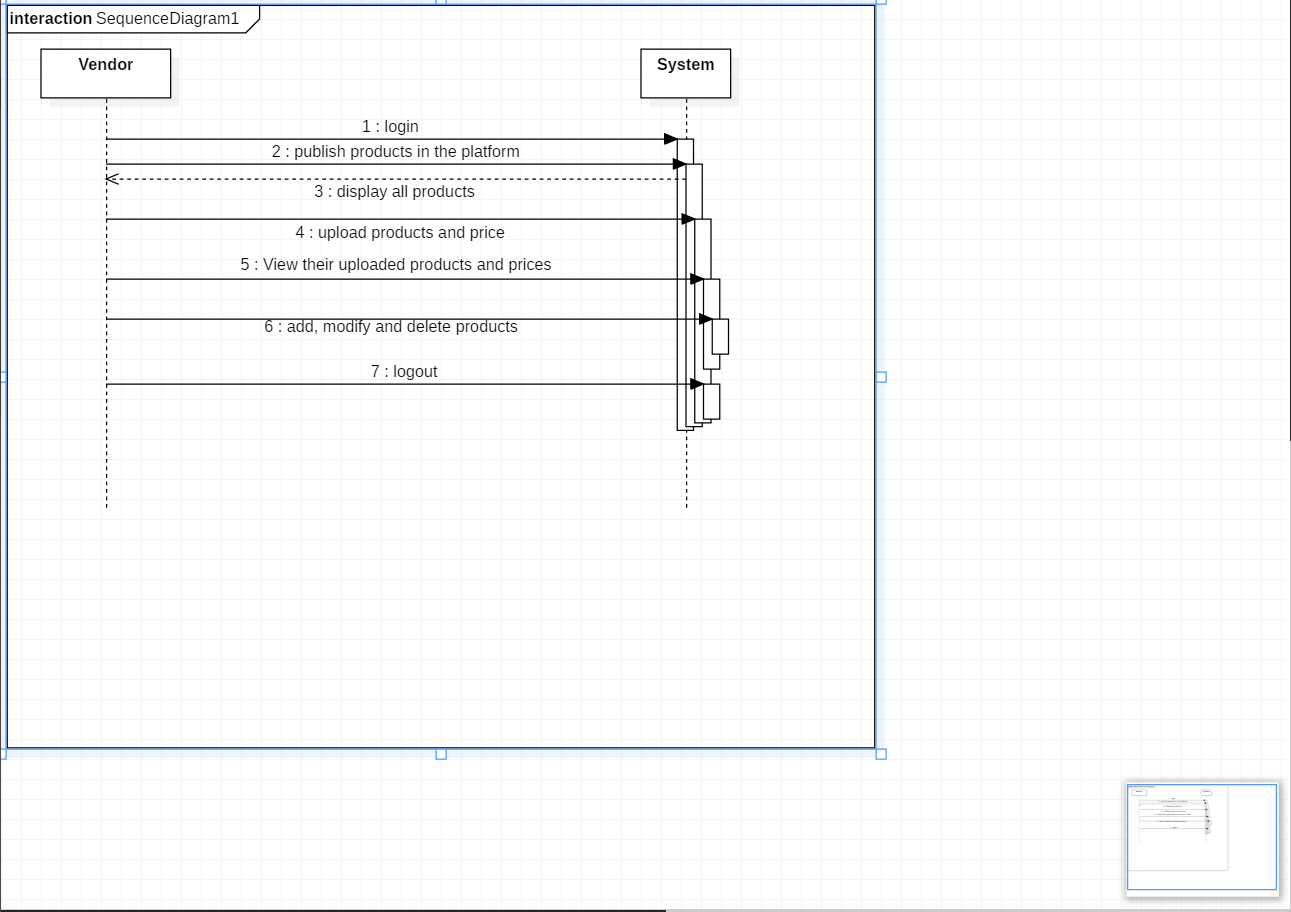 interaction SequenceDiagram1
Vendor
System
1 : login
2 : publish products in the platform
3 : display all products
4 : upload products and price
5 : View their uploaded products and prices
6 : add, modify and delete products
7 : logout